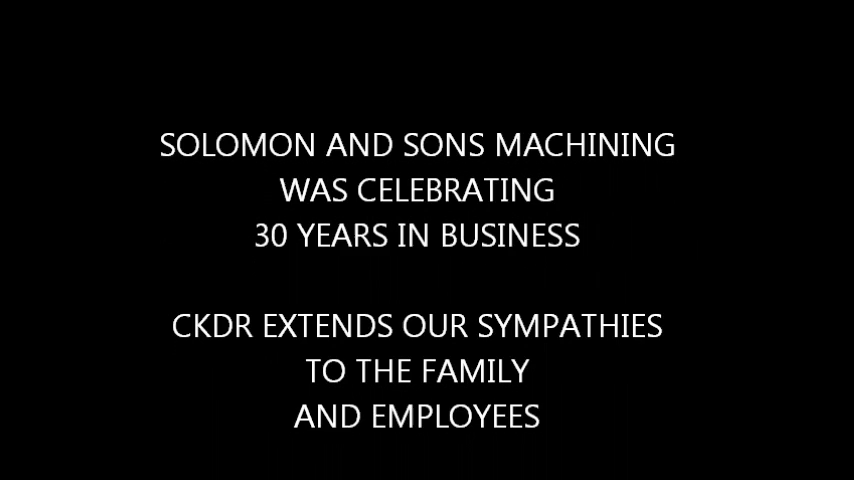 SOLOMON AND SONS MACHINING
WAS CELEBRATING
30 YEARS IN BUSINESS
CKDR EXTENDS OUR SYMPATHIES
TO THE FAMILY
AND EMPLOYEES